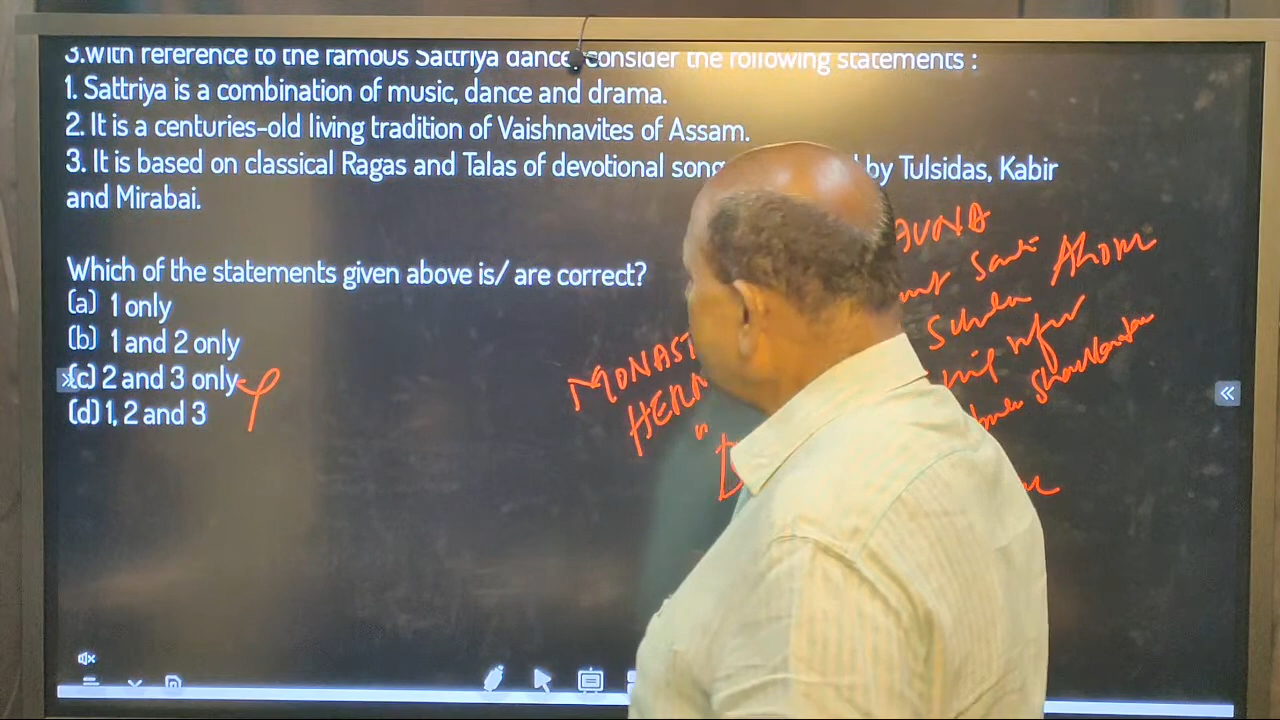 3.With reference to the famous Sattriya dance, consider the following statements :
1. Sattriya is a combination of music, dance and drama.
2. It is a centuries-old living tradition of Vaishnavites of Assam.
3. It is based on classical Ragas and Talas of devotional song by Tulsidas, Kabir
and Mirabai.
Which of the statements given above is/ are correct?
(a) 1 only
(b) 1 and 2 only
(c) 2 and 3 only
(d) 1, 2 and 3
AHOM
MONAST